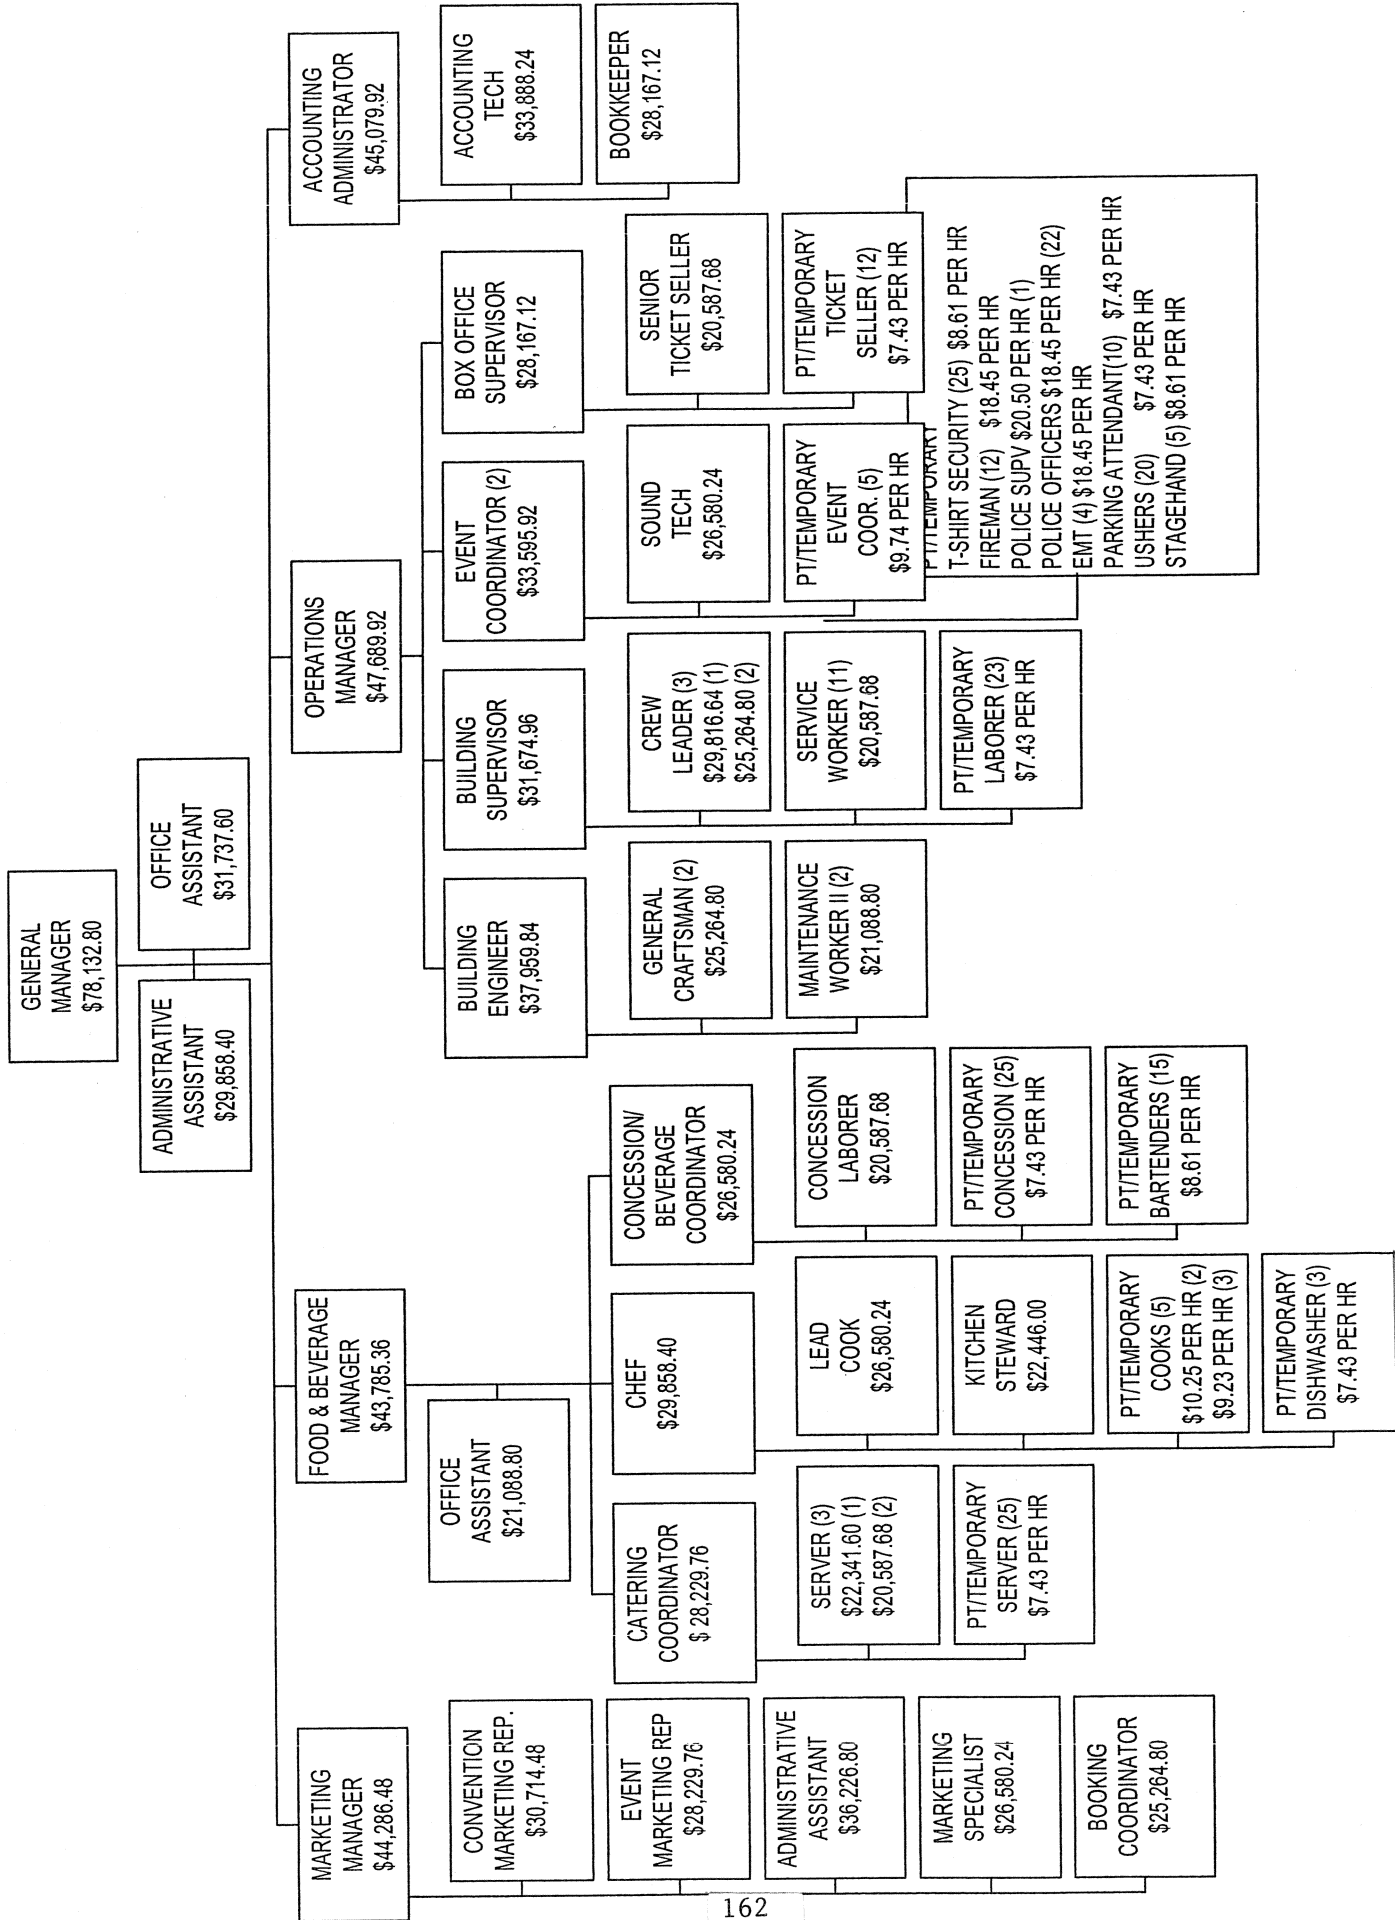 GENERAL
MANAGER
$78,132.80
ADMINISTRATIVE
ASSISTANT
$29,858.40
OFFICE
ASSISTANT
$31,737.60
MARKETING
MANAGER
$44,286.48
CONVENTION
MARKETING REP.
$30,714.48
EVENT
MARKETING REP
$28,229.76
ADMINISTRATIVE
ASSISTANT
$36,226.80
MARKETING
SPECIALIST
$26,580.24
BOOKING
COORDINATOR
$25,264.80
FOOD & BEVERAGE
MANAGER
$43,785.36
OFFICE
ASSISTANT
$21,088.80
CATERING
COORDINATOR
$ 28,229.76
SERVER (3)
$22,341.60 (1)
$20,587.68 (2)
PT/TEMPORARY
SERVER (25)
$7.43 PER HR
CHEF
$29,858.40
LEAD
COOK
$26,580.24
KITCHEN
STEWARD
$22,446.00
PT/TEMPORARY
COOKS (5)
$10.25 PER HR (2)
$9.23 PER HR (3)
PT/TEMPORARY
DISHWASHER (3)
$7.43 PER HR
CONCESSION/
BEVERAGE
COORDINATOR
$26,580.24
CONCESSION
LABORER
$20,587.68
PT/TEMPORARY
CONCESSION (25)
$7.43 PER HR
PT/TEMPORARY
BARTENDERS (15)
$8.61 PER HR
OPERATIONS
MANAGER
$47,689.92
BUILDING
ENGINEER
$37,959.84
GENERAL
CRAFTSMAN (2)
$25,264.80
MAINTENANCE
WORKER II (2)
$21,088.80
BUILDING
SUPERVISOR
$31,674.96
CREW
LEADER (3)
$29,816.64 (1)
$25,264.80 (2)
SERVICE
WORKER (11)
$20,587.68
PT/TEMPORARY
LABORER (23)
$7.43 PER HR
EVENT
COORDINATOR (2)
$33,595.92
SOUND
TECH
$26,580.24
PT/TEMPORARY
EVENT
COOR. (5)
$9.74 PER HR
PT/TEMPORARY
T-SHIRT SECURITY (25) $8.61 PER HR
FIREMAN (12) $18.45 PER HR
POLICE SUPV $20.50 PER HR (1)
POLICE OFFICERS $18.45 PER HR (22)
EMT (4) $18.45 PER HR
PARKING ATTENDANT(10) $7.43 PER HR
USHERS (20) $7.43 PER HR
STAGEHAND (5) $8.61 PER HR
BOX OFFICE
SUPERVISOR
$28,167.12
SENIOR
TICKET SELLER
$20,587.68
PT/TEMPORARY
TICKET
SELLER (12)
$7.43 PER HR
ACCOUNTING
ADMINISTRATOR
$45,079.92
ACCOUNTING
TECH
$33,888.24
BOOKKEEPER
$28,167.12
162